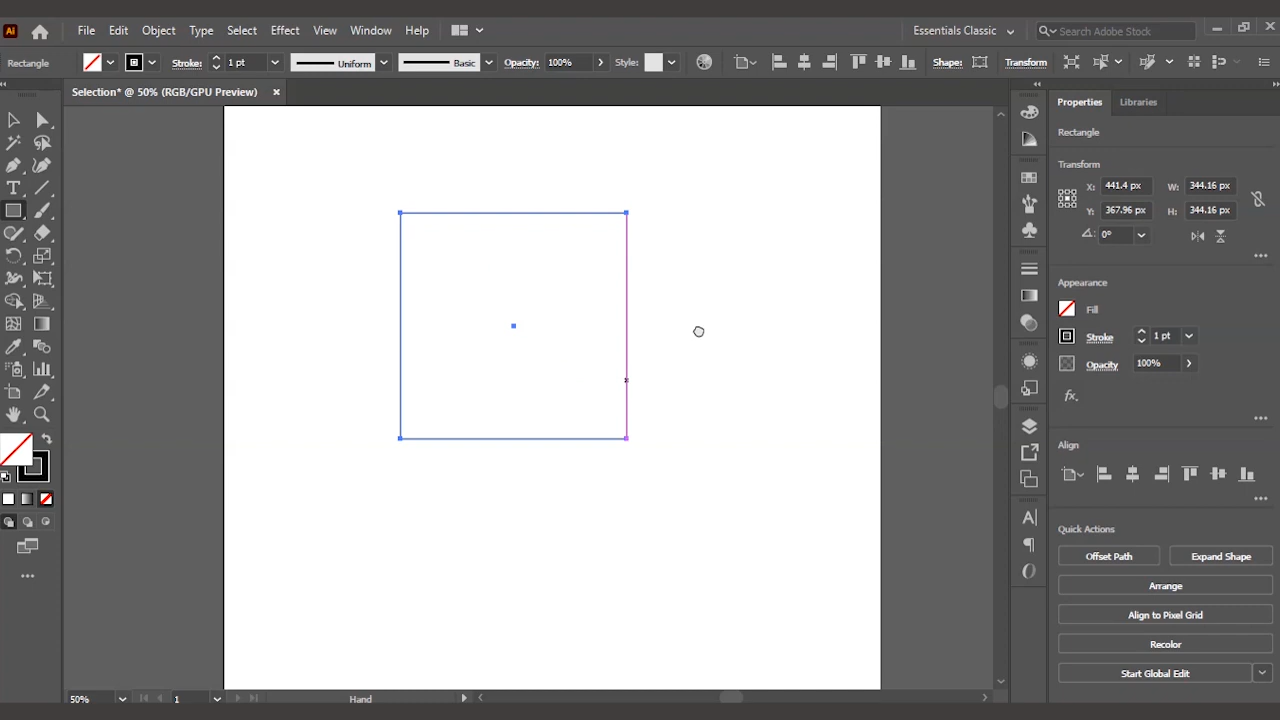 Ai File Edit Object Type Select Effect View Window Help Essentials Classic Search Adobe Stock
Rectangle Stroke: 1 pt Uniform Basic Opacity: 100% Style: Shape: Transform
Selection* @ 50% (RGB/GPU Preview) ×
Properties Libraries
Rectangle
Transform
X: 441.4 px W: 344.16 px
Y: 367.96 px H: 344.16 px
0°
Appearance
Fill
Stroke 1 pt
Opacity 100%
fx.
Align
Quick Actions
Offset Path Expand Shape
Arrange
Align to Pixel Grid
Recolor
Start Global Edit
50% 1 Hand